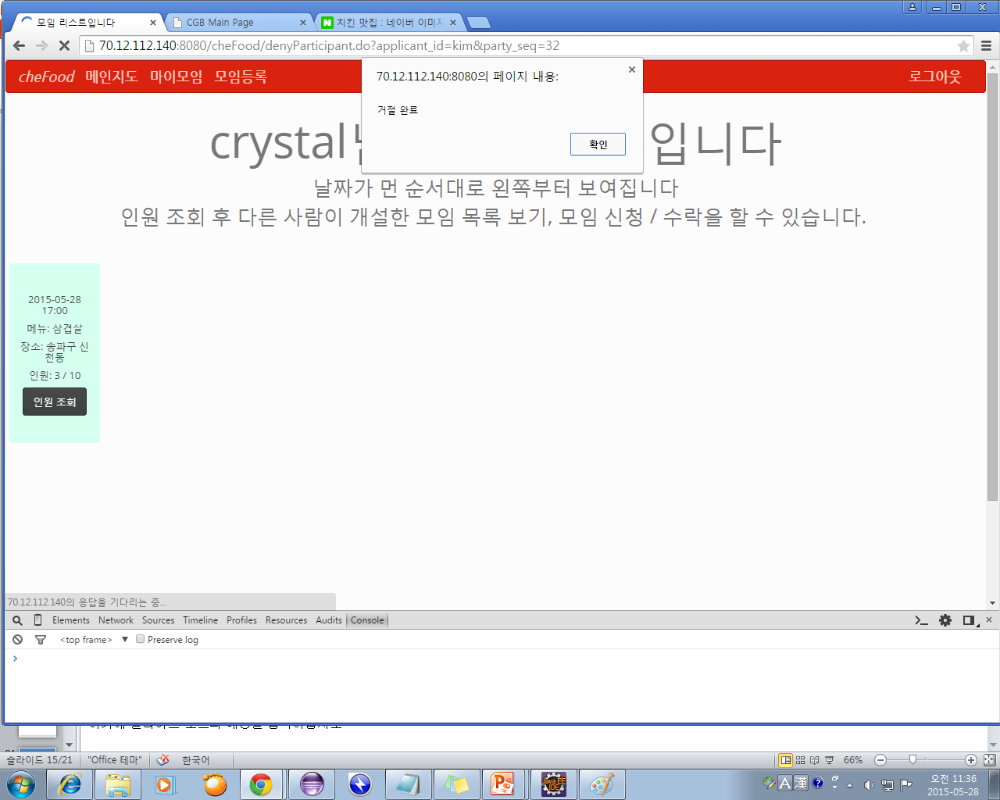 모임 리스트입니다
CGB Main Page
치킨 맛집 : 네이버 이미지
70.12.112.140:8080/cheFood/denyParticipant.do?applicant_id=kim&party_seq=32
cheFood 메인지도 마이모임 모임등록 로그아웃
70.12.112.140:8080의 페이지 내용:
거절 완료
확인
crystal 입니다
날짜가 먼 순서대로 왼쪽부터 보여집니다
인원 조회 후 다른 사람이 개설한 모임 목록 보기, 모임 신청 / 수락을 할 수 있습니다.
2015-05-28
17:00
메뉴: 삼겹살
장소: 송파구 신
천동
인원: 3 / 10
인원 조회
70.12.112.140의 응답을 기다리는 중...
Elements Network Sources Timeline Profiles Resources Audits Console
<top frame> Preserve log
슬라이드 15/21 "Office 테마" 한국어 66%
Java EE
IDE
A 漢
오전 11:36
2015-05-28